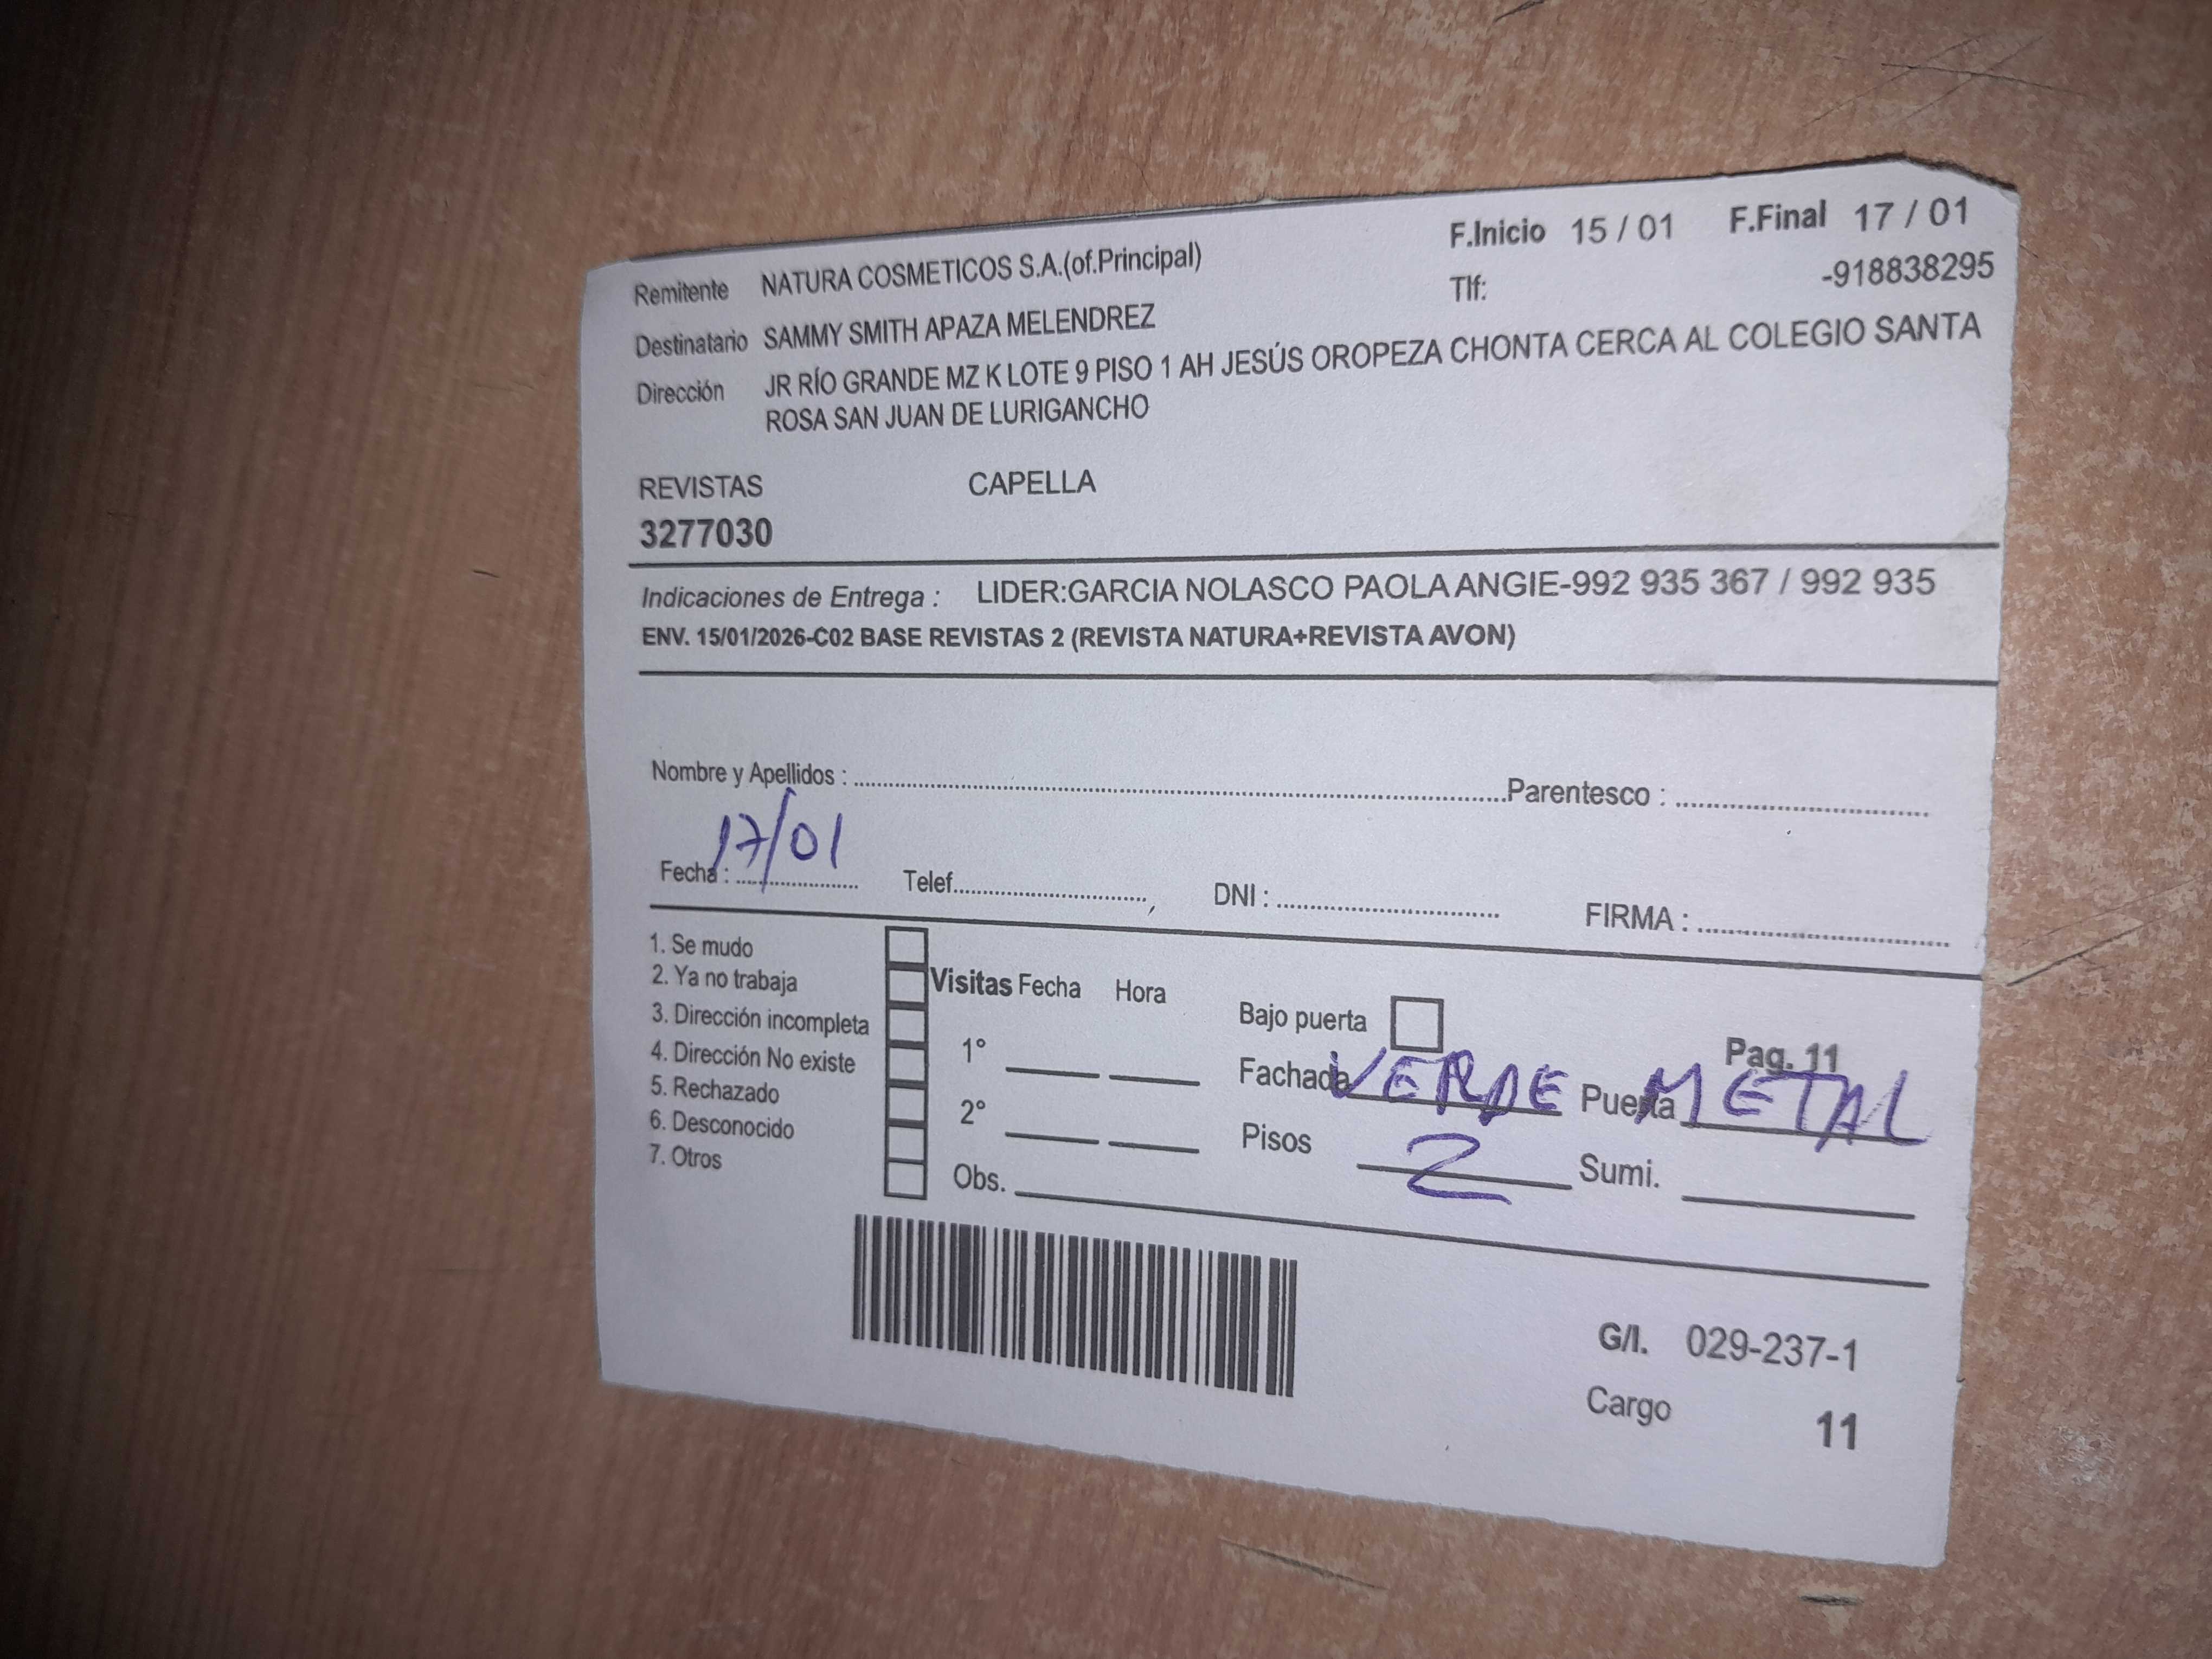 F.Inicio 15 / 01 F.Final 17 / 01
Remitente NATURA COSMETICOS S.A.(of.Principal)
Tlf: -918838295
Destinatario SAMMY SMITH APAZA MELENDREZ
Dirección JR RÍO GRANDE MZ K LOTE 9 PISO 1 AH JESÚS OROPEZA CHONTA CERCA AL COLEGIO SANTA
ROSA SAN JUAN DE LURIGANCHO
REVISTAS CAPELLA
3277030
Indicaciones de Entrega : LIDER:GARCIA NOLASCO PAOLA ANGIE-992 935 367 / 992 935
ENV. 15/01/2026-C02 BASE REVISTAS 2 (REVISTA NATURA+REVISTA AVON)
Nombre y Apellidos : Parentesco :
Fecha : 17/01 Telef. DNI : FIRMA :
1. Se mudo
2. Ya no trabaja
3. Dirección incompleta
4. Dirección No existe
5. Rechazado
6. Desconocido
7. Otros
Visitas Fecha Hora
1°
2°
Obs.
Bajo puerta
Pag. 11
Fachada VERDE Puerta METAL
Pisos 2 Sumi.
G/I. 029-237-1
Cargo 11